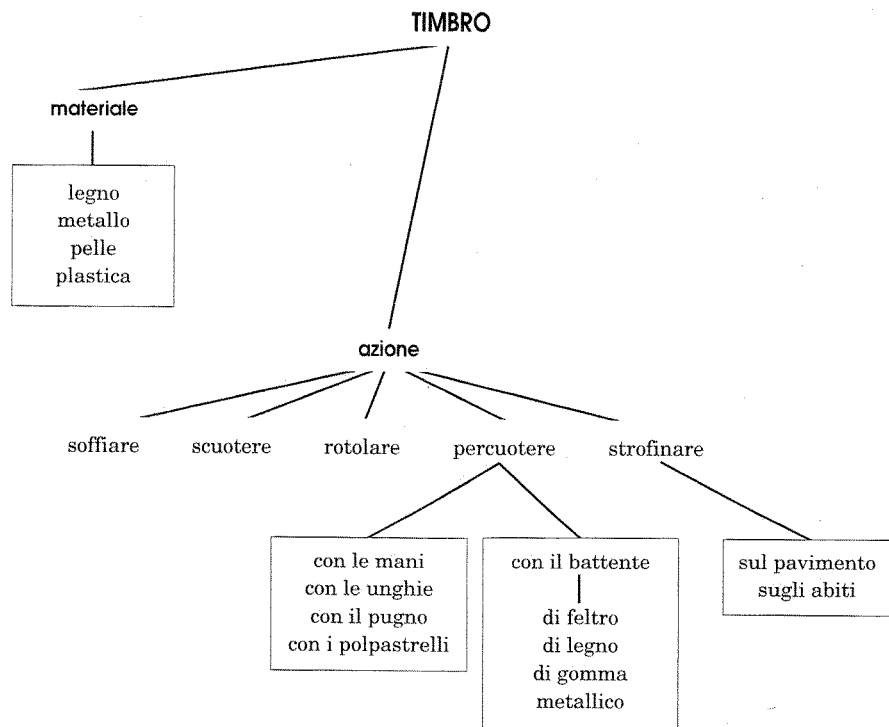 TIMBRO
materiale
legno
metallo
pelle
plastica
azione
soffiare scuotere rotolare percuotere strofinare
con le mani
con le unghie
con il pugno
con i polpastrelli
con il battente
di feltro
di legno
di gomma
metallico
sul pavimento
sugli abiti